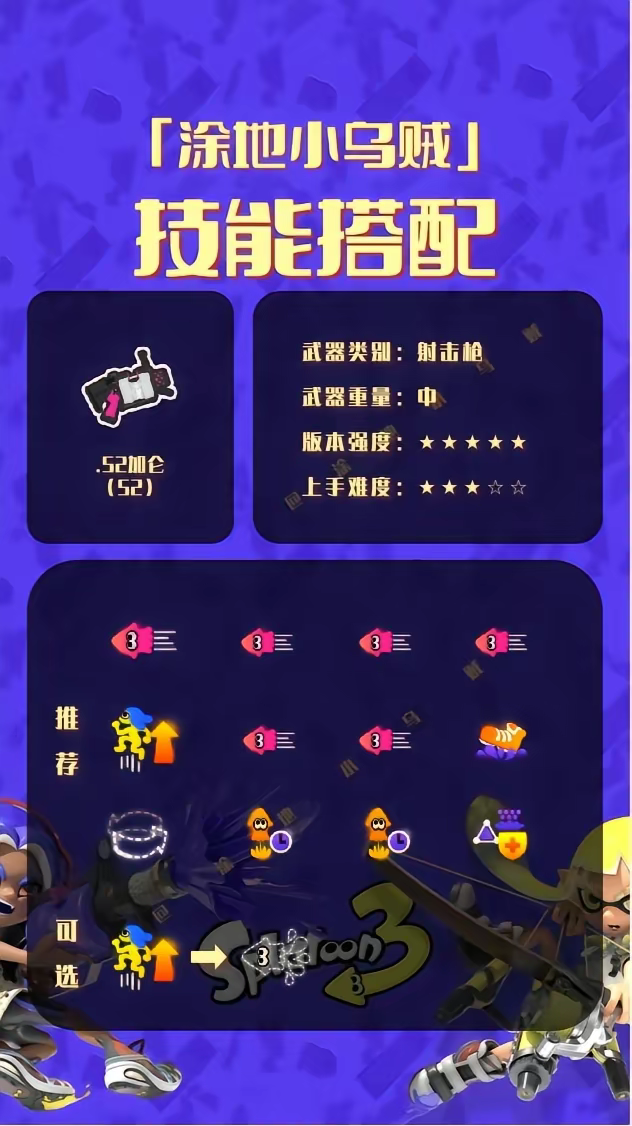 「涂地小乌贼」
技能搭配
.52加仑
(52)
武器类别：射击枪
武器重量：中
版本强度：★★★★★
上手难度：★★★☆☆
推荐
可选
Splatoon 3